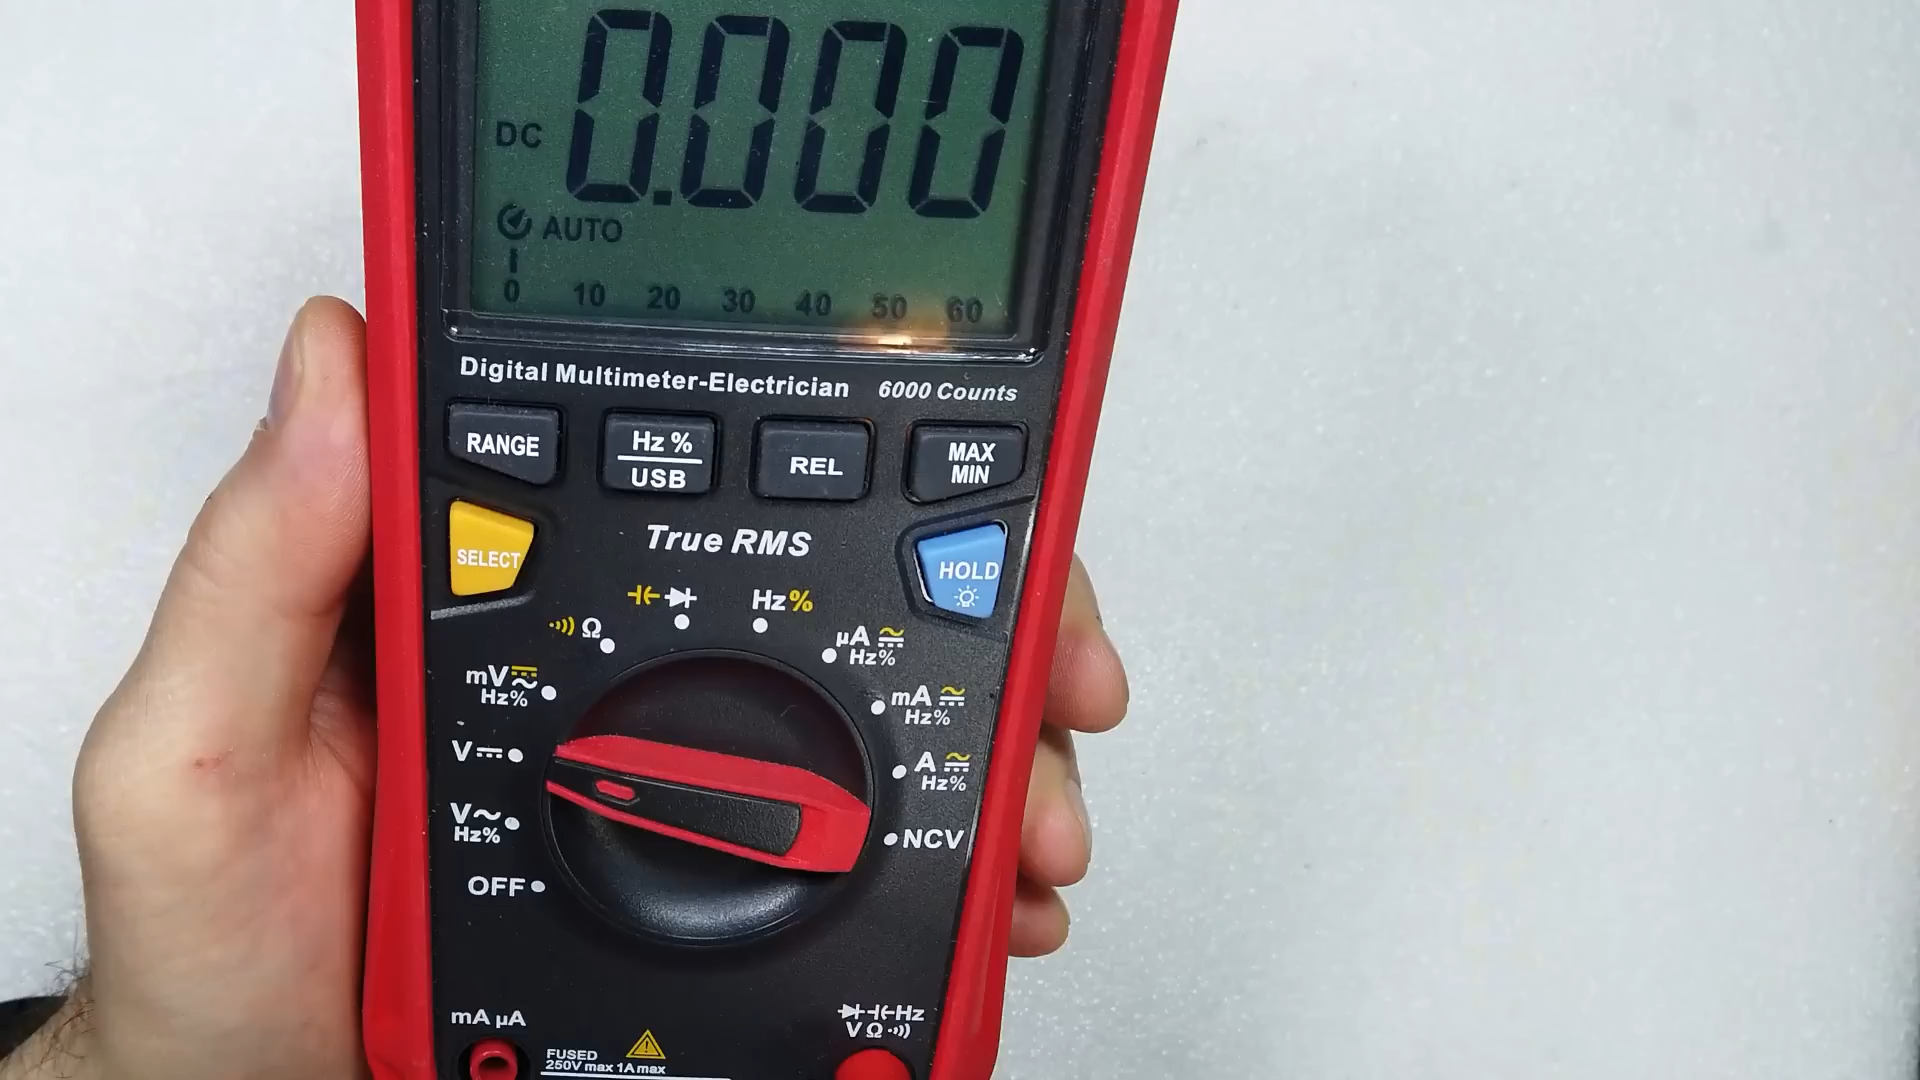 0.000
DC
AUTO
0 10 20 30 40 50 60
Digital Multimeter-Electrician 6000 Counts
RANGE
Hz %
USB
REL
MAX
MIN
SELECT
True RMS
HOLD
Ω
Hz%
µA
Hz%
mV
Hz%
mA
Hz%
V
A
Hz%
V~
Hz%
NCV
OFF
mA µA
FUSED
250V max 1A max
Hz
V Ω